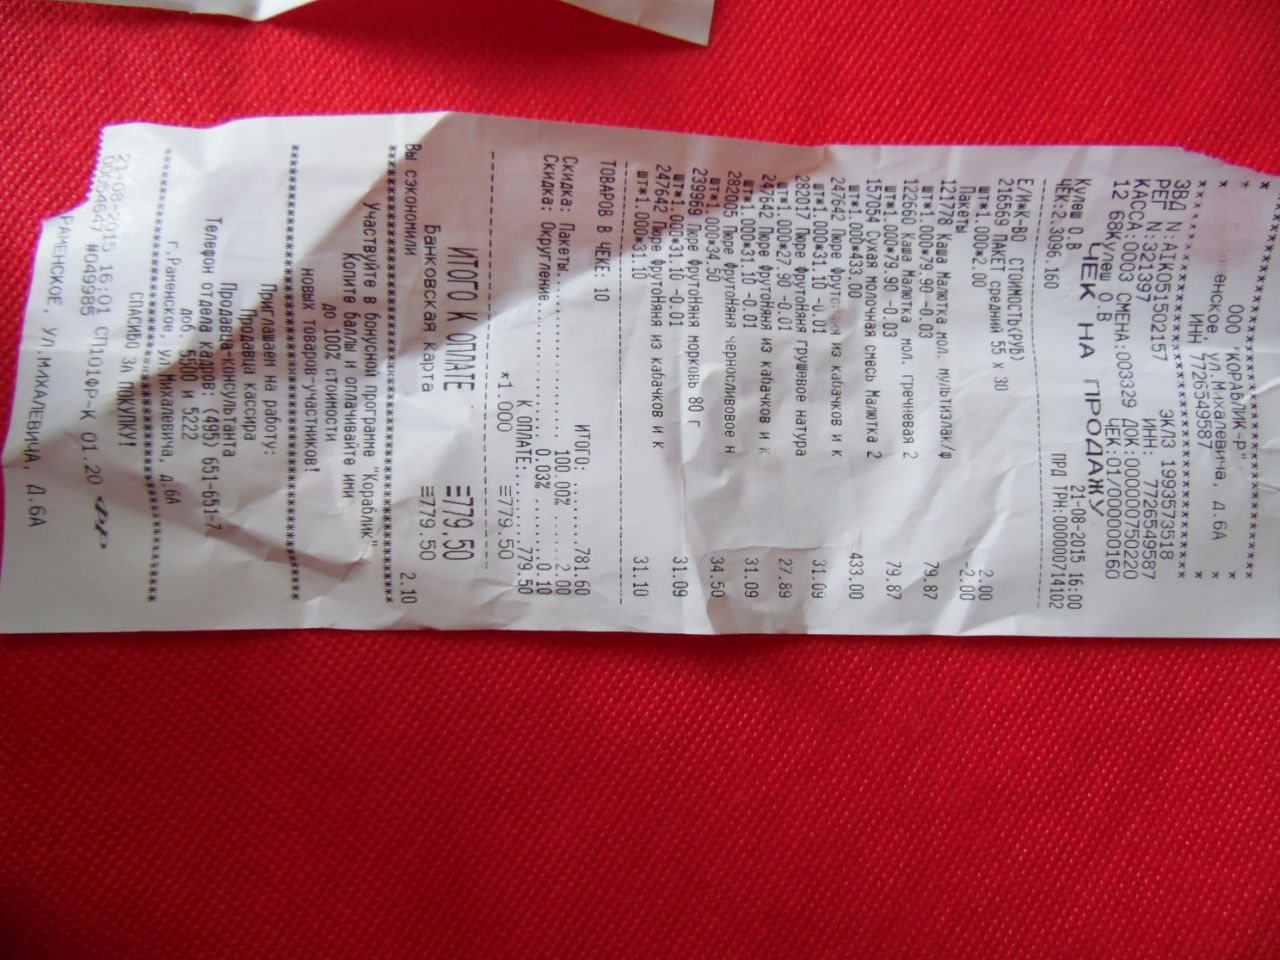 ООО "КОРАБЛИК-Р" *
* енское, ул.Михалевича, д.6А *
* ИНН 7726549587 *
*******************************
ЗВД N:AIK051502157 ЭКЛЗ 1993573518
РЕГ N:321397 ИНН: 7726549587
КАССА:0003 СМЕНА:003329 ДОК:0000750220
12 68Кулеш О.В ЧЕК:01/00000160
ЧЕК НА ПРОДАЖУ
Кулеш О.В 21-08-2015 16:00
ЧЕК:2.3096.160 ПРД ТРН:0000000714102
Е/И*К-ВО СТОИМОСТЬ(РУБ)
216569 ПАКЕТ средний 55 x 30
шт*1.000*2.00 2.00
Пакеты -2.00
121778 Каша Малютка мол. мультизлак/ф
шт*1.000*79.90 -0.03 79.87
122660 Каша Малютка мол. гречневая 2
шт*1.000*79.90 -0.03 79.87
157054 Сухая молочная смесь Малютка 2
шт*1.000*433.00 433.00
247642 Пюре ФрутоНяня из кабачков и к
шт*1.000*31.10 -0.01 31.09
282017 Пюре ФрутоНяня грушевое натура
шт*1.000*27.90 -0.01 27.89
247642 Пюре ФрутоНяня из кабачков и к
шт*1.000*31.10 -0.01 31.09
282005 Пюре ФрутоНяня черносливовое н
шт*1.000*34.50 34.50
239969 Пюре ФрутоНяня морковь 80 г
шт*1.000*31.10 -0.01 31.09
247642 Пюре ФрутоНяня из кабачков и к
шт*1.000*31.10 31.10
ТОВАРОВ В ЧЕКЕ: 10
ИТОГО: ........781.60
Скидка: Пакеты........ 100.00% ..... 2.00
Скидка: Округление........ 0.03% ..... 0.10
К ОПЛАТЕ:.....779.50
*1.000 ≡779.50
ИТОГО К ОПЛАТЕ =779.50
Банковская карта ≡779.50
Вы сэкономили 2.10
***************************************
Участвуйте в бонусной программе "Кораблик"
Копите баллы и оплачивайте ими
до 100% стоимости
новых товаров-участников!
***************************************
Приглашаем на работу:
Продавца кассира
Продавца-консультанта
Телефон отдела кадров: (495) 651-651-7,
доб. 5500 и 5222
г.Раменское, ул. Михалевича, д.6А
***************************************
СПАСИБО ЗА ПОКУПКУ!
21-08-2015 16:01 СП101ФР-К 01.20 ФР
00054647 #049985
РАМЕНСКОЕ, УЛ.МИХАЛЕВИЧА, Д.6А